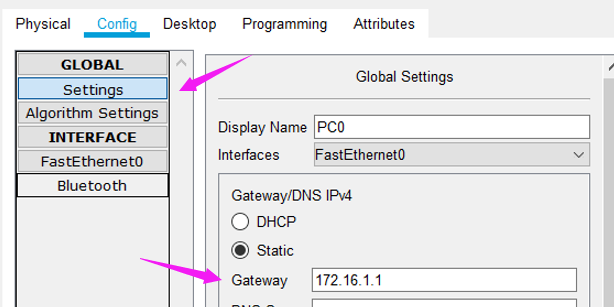 Physical Config Desktop Programming Attributes
GLOBAL
Settings
Algorithm Settings
INTERFACE
FastEthernet0
Bluetooth
Global Settings
Display Name PC0
Interfaces FastEthernet0
Gateway/DNS IPv4
DHCP
Static
Gateway 172.16.1.1